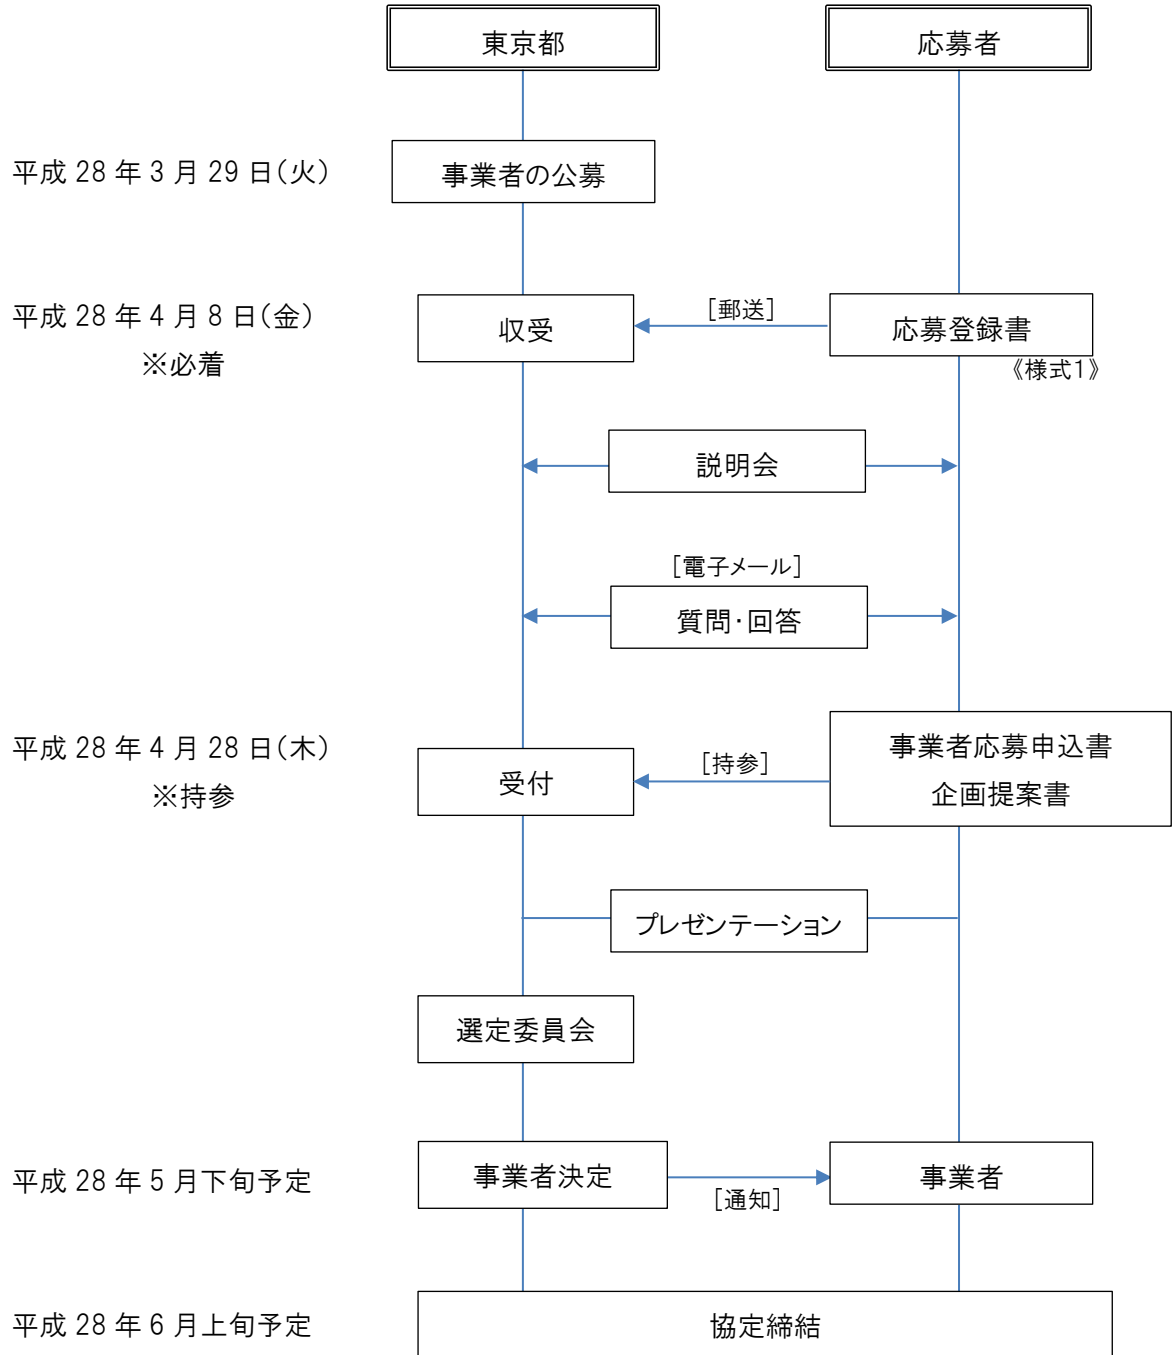 東京都
応募者
平成 28 年 3 月 29 日(火)
事業者の公募
平成 28 年 4 月 8 日(金)
※必着
収受
[郵送]
応募登録書
《様式1》
説明会
[電子メール]
質問・回答
平成 28 年 4 月 28 日(木)
※持参
受付
[持参]
事業者応募申込書
企画提案書
プレゼンテーション
選定委員会
平成 28 年 5 月下旬予定
事業者決定
[通知]
事業者
平成 28 年 6 月上旬予定
協定締結